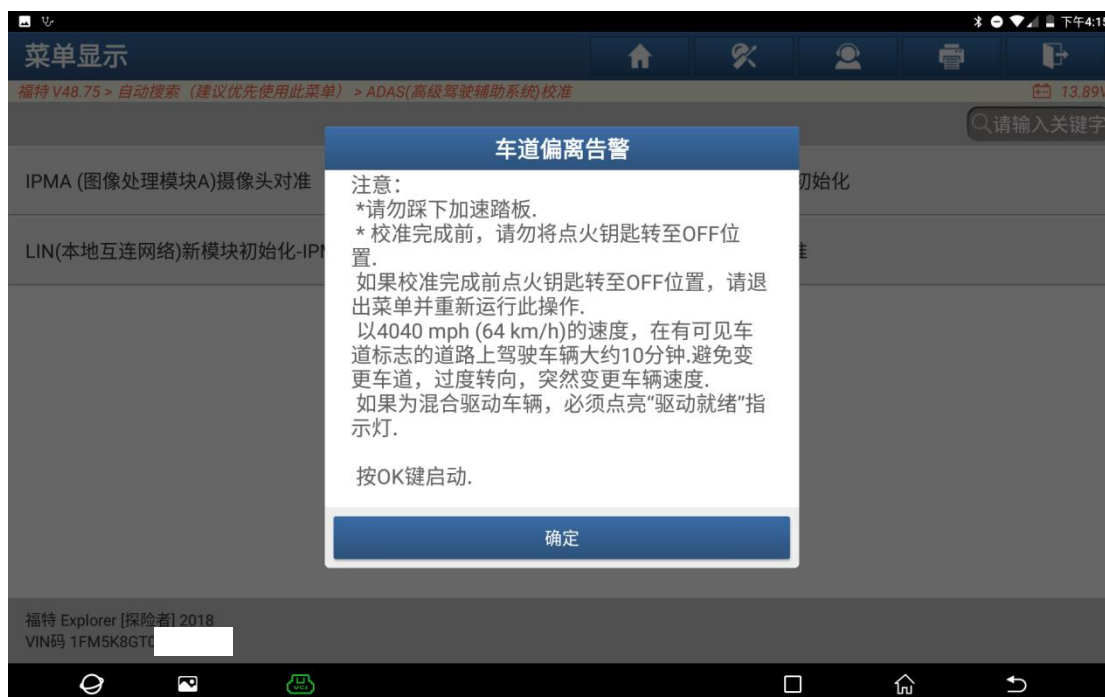 下午4:15
菜单显示
福特 V48.75 > 自动搜索（建议优先使用此菜单）> ADAS(高级驾驶辅助系统)校准
13.89V
请输入关键字
车道偏离告警
IPMA (图像处理模块A)摄像头对准
初始化
LIN(本地互连网络)新模块初始化-IP
注意：
*请勿踩下加速踏板.
* 校准完成前，请勿将点火钥匙转至OFF位
置.
如果校准完成前点火钥匙转至OFF位置，请退
出菜单并重新运行此操作.
以4040 mph (64 km/h)的速度，在有可见车
道标志的道路上驾驶车辆大约10分钟.避免变
更车道，过度转向，突然变更车辆速度.
如果为混合驱动车辆，必须点亮“驱动就绪”指
示灯.
按OK键启动.
确定
福特 Explorer [探险者] 2018
VIN码 1FM5K8GT
VCI